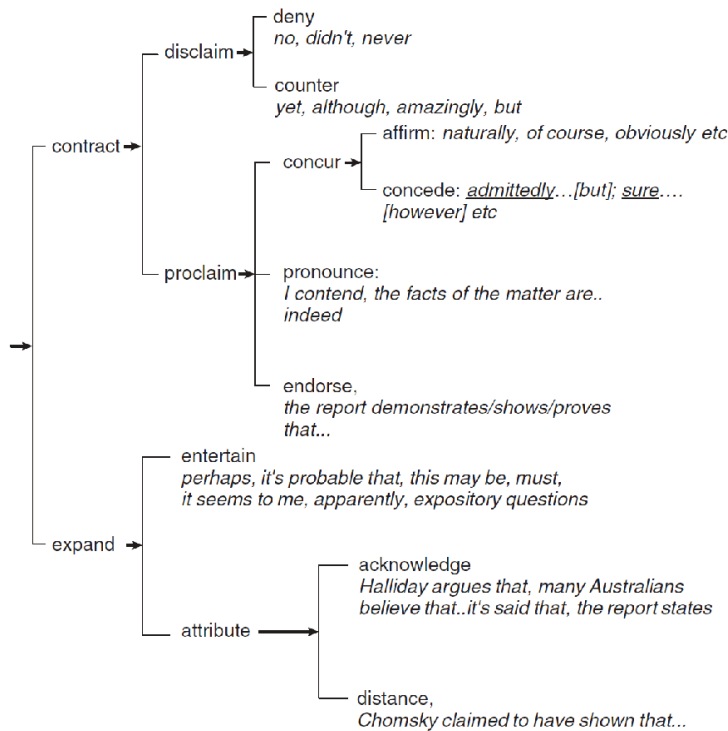 deny
no, didn't, never
disclaim
counter
yet, although, amazingly, but
contract
affirm: naturally, of course, obviously etc
concur
concede: admittedly…[but]; sure….
[however] etc
proclaim
pronounce:
I contend, the facts of the matter are..
indeed
endorse,
the report demonstrates/shows/proves
that...
entertain
perhaps, it's probable that, this may be, must,
it seems to me, apparently, expository questions
expand
acknowledge
Halliday argues that, many Australians
believe that..it's said that, the report states
attribute
distance,
Chomsky claimed to have shown that...